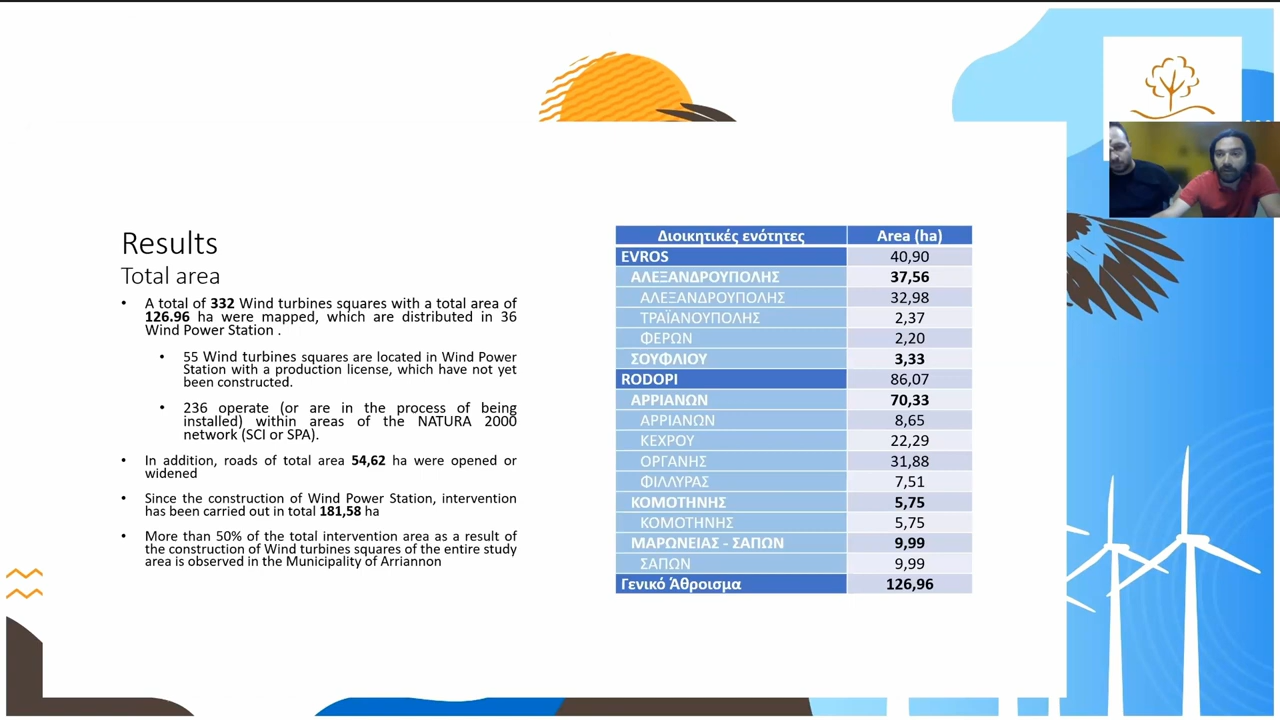 Results
Total area
• A total of 332 Wind turbines squares with a total area of
126.96 ha were mapped, which are distributed in 36
Wind Power Station .
• 55 Wind turbines squares are located in Wind Power
Station with a production license, which have not yet
been constructed.
• 236 operate (or are in the process of being
installed) within areas of the NATURA 2000
network (SCI or SPA).
• In addition, roads of total area 54,62 ha were opened or
widened
• Since the construction of Wind Power Station, intervention
has been carried out in total 181,58 ha
• More than 50% of the total intervention area as a result of
the construction of Wind turbines squares of the entire study
area is observed in the Municipality of Arriannon
Διοικητικές ενότητες Area (ha)
EVROS 40,90
ΑΛΕΞΑΝΔΡΟΥΠΟΛΗΣ 37,56
ΑΛΕΞΑΝΔΡΟΥΠΟΛΗΣ 32,98
ΤΡΑΪΑΝΟΥΠΟΛΗΣ 2,37
ΦΕΡΩΝ 2,20
ΣΟΥΦΛΙΟΥ 3,33
RODOPI 86,07
ΑΡΡΙΑΝΩΝ 70,33
ΑΡΡΙΑΝΩΝ 8,65
ΚΕΧΡΟΥ 22,29
ΟΡΓΑΝΗΣ 31,88
ΦΙΛΛΥΡΑΣ 7,51
ΚΟΜΟΤΗΝΗΣ 5,75
ΚΟΜΟΤΗΝΗΣ 5,75
ΜΑΡΩΝΕΙΑΣ - ΣΑΠΩΝ 9,99
ΣΑΠΩΝ 9,99
Γενικό Άθροισμα 126,96